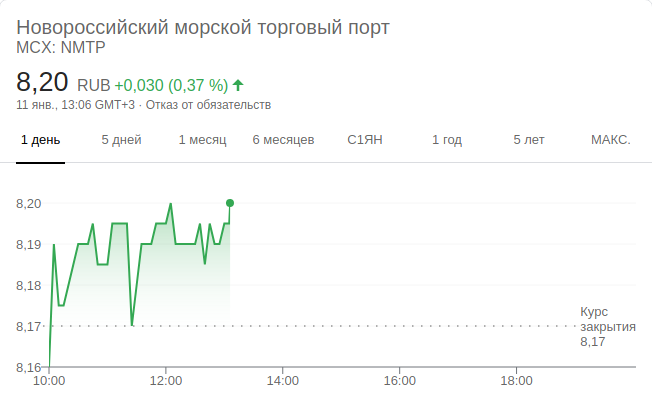 Новороссийский морской торговый порт
MCX: NMTP
8,20 RUB +0,030 (0,37 %)
11 янв., 13:06 GMT+3 · Отказ от обязательств
1 день 5 дней 1 месяц 6 месяцев С1ЯН 1 год 5 лет МАКС.
8,20
8,19
8,18
8,17
8,16
Курс
закрытия
8,17
10:00 12:00 14:00 16:00 18:00